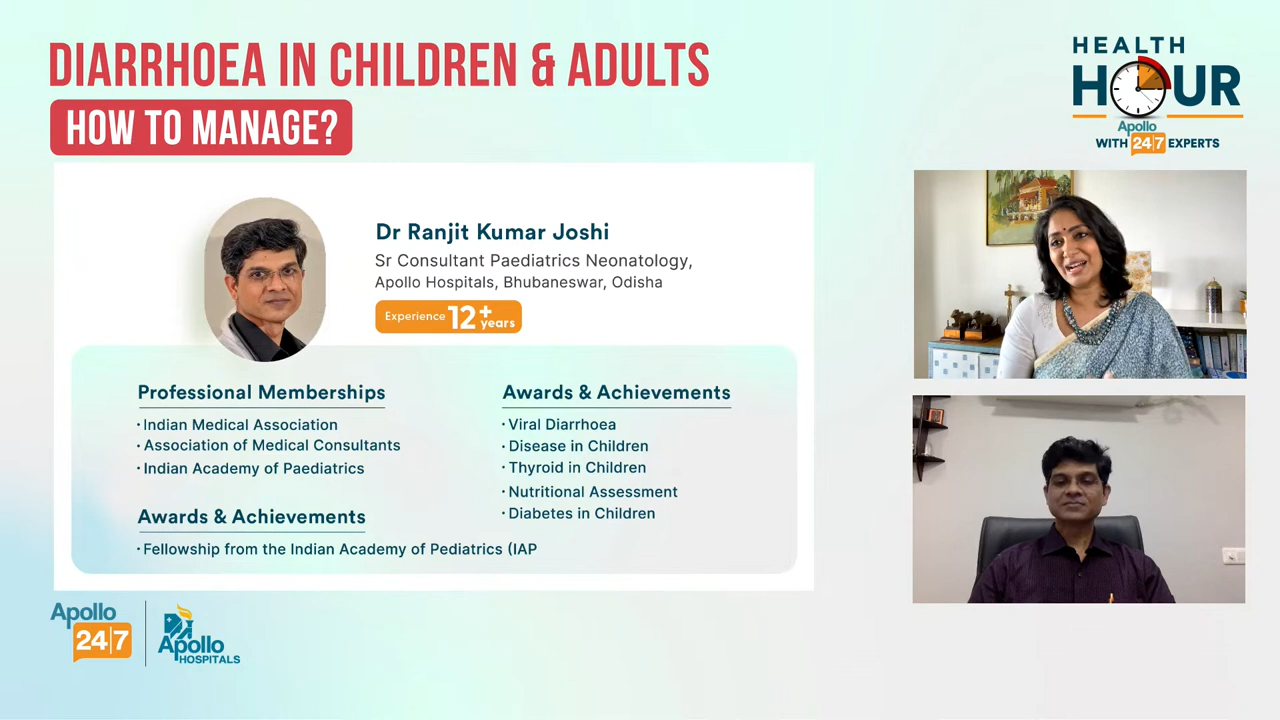 DIARRHOEA IN CHILDREN & ADULTS
HOW TO MANAGE?
HEALTH
HOUR
Apollo
WITH 24|7 EXPERTS
Dr Ranjit Kumar Joshi
Sr Consultant Paediatrics Neonatology,
Apollo Hospitals, Bhubaneswar, Odisha
Experience 12+ years
Professional Memberships
· Indian Medical Association
· Association of Medical Consultants
· Indian Academy of Paediatrics
Awards & Achievements
· Fellowship from the Indian Academy of Pediatrics (IAP
Awards & Achievements
· Viral Diarrhoea
· Disease in Children
· Thyroid in Children
· Nutritional Assessment
· Diabetes in Children
Apollo
24|7
Apollo
HOSPITALS